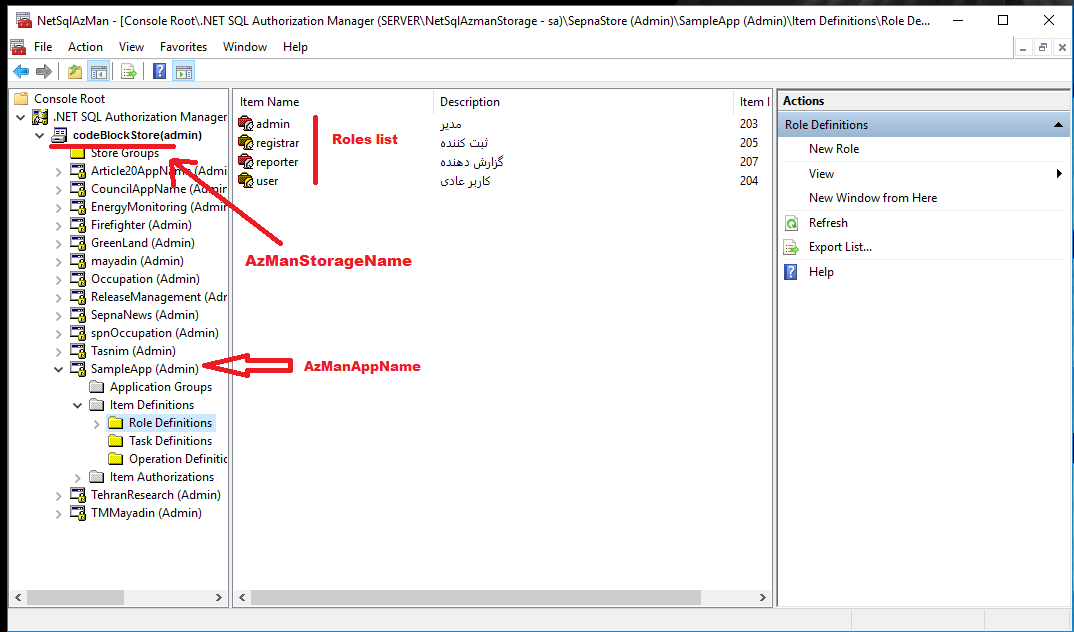 NetSqlAzMan - [Console Root\.NET SQL Authorization Manager (SERVER\NetSqlAzmanStorage - sa)\SepnaStore (Admin)\SampleApp (Admin)\Item Definitions\Role De...
File Action View Favorites Window Help
Console Root
.NET SQL Authorization Manager
codeBlockStore(admin)
Store Groups
Article20AppName (Admi
CouncilAppName (Admin
EnergyMonitoring (Admin
Firefighter (Admin)
GreenLand (Admin)
mayadin (Admin)
Occupation (Admin)
ReleaseManagement (Adr
SepnaNews (Admin)
spnOccupation (Admin)
Tasnim (Admin)
SampleApp (Admin)
Application Groups
Item Definitions
Role Definitions
Task Definitions
Operation Definitic
Item Authorizations
TehranResearch (Admin)
TMMayadin (Admin)
Item Name Description Item I
admin مدیر 203
registrar ثبت کننده 205
reporter گزارش دهنده 207
user کاربر عادی 204
Roles list
AzManStorageName
AzManAppName
Actions
Role Definitions
New Role
View
New Window from Here
Refresh
Export List...
Help